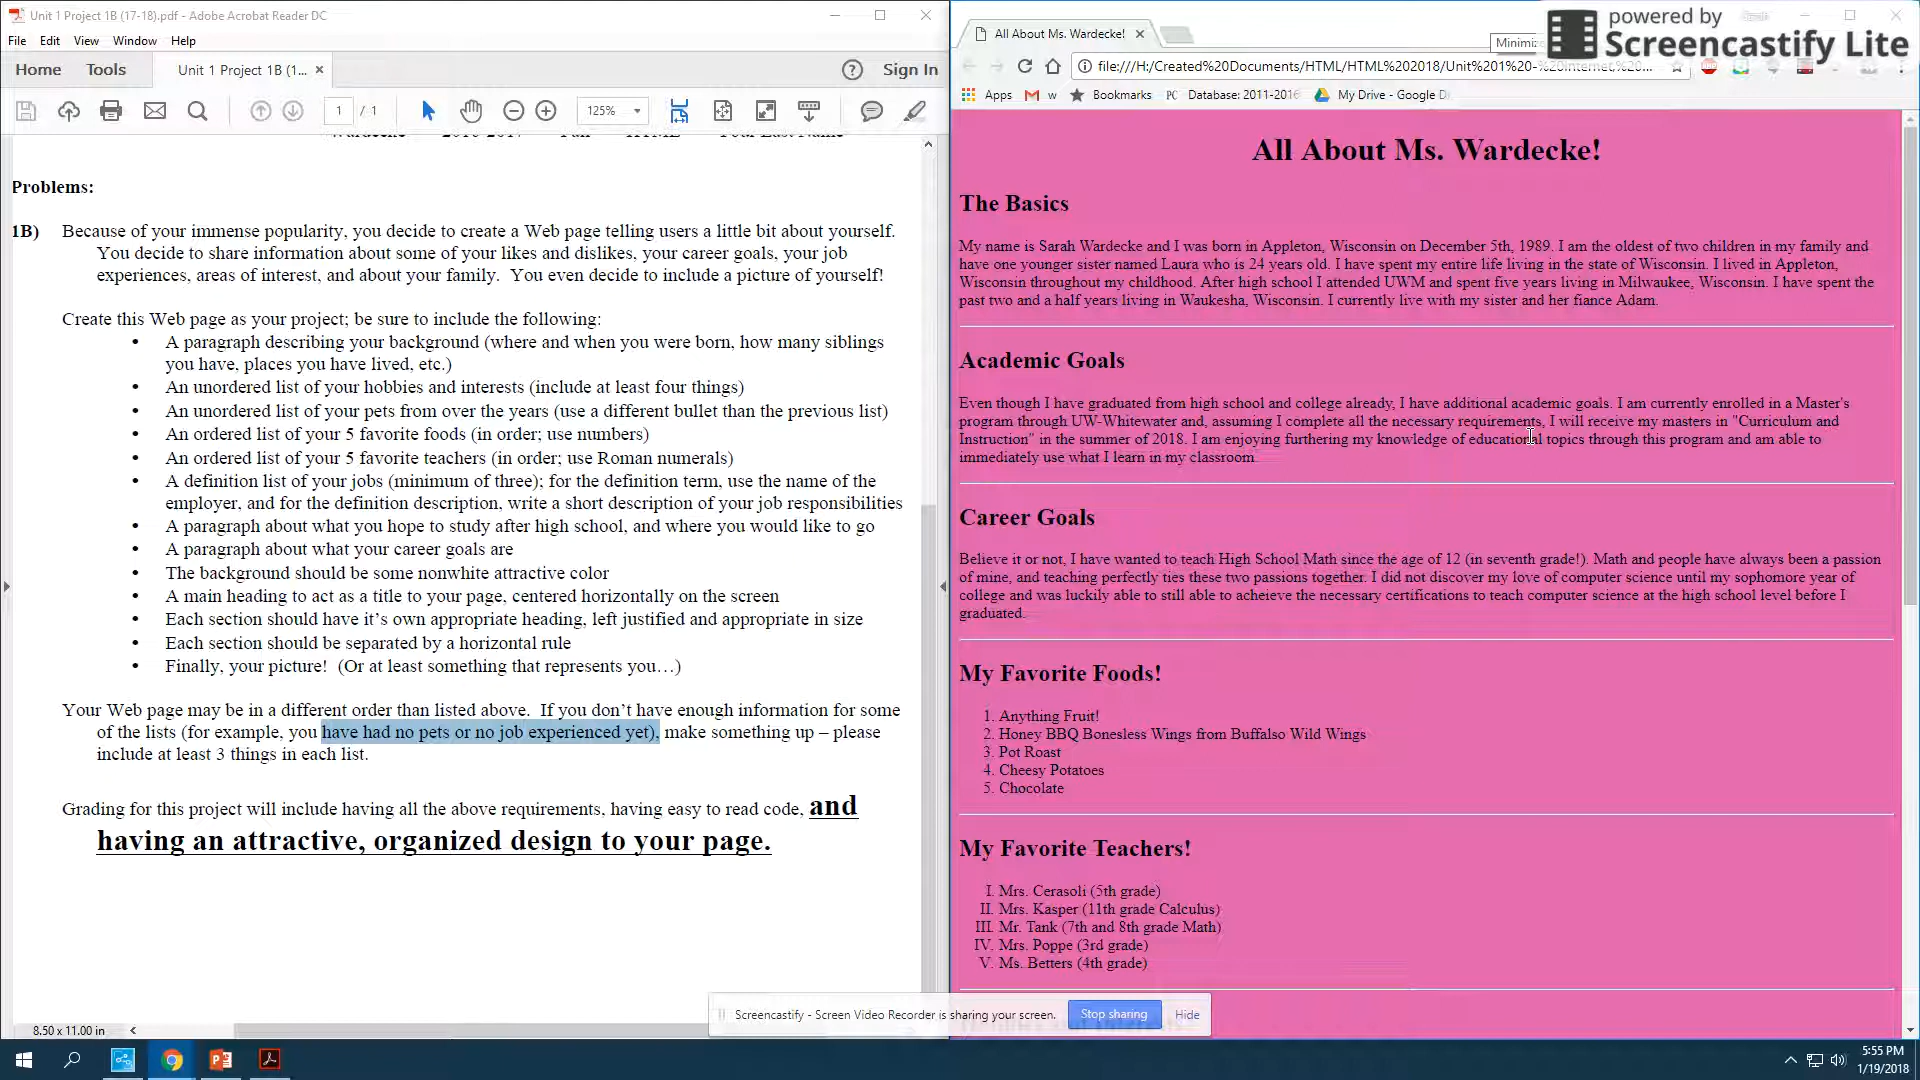 Unit 1 Project 1B (17-18).pdf - Adobe Acrobat Reader DC
File Edit View Window Help
Home Tools Unit 1 Project 1B (1... × Sign In
1 / 1 125%
Problems:
1B) Because of your immense popularity, you decide to create a Web page telling users a little bit about yourself.
You decide to share information about some of your likes and dislikes, your career goals, your job
experiences, areas of interest, and about your family. You even decide to include a picture of yourself!
Create this Web page as your project; be sure to include the following:
• A paragraph describing your background (where and when you were born, how many siblings
you have, places you have lived, etc.)
• An unordered list of your hobbies and interests (include at least four things)
• An unordered list of your pets from over the years (use a different bullet than the previous list)
• An ordered list of your 5 favorite foods (in order; use numbers)
• An ordered list of your 5 favorite teachers (in order; use Roman numerals)
• A definition list of your jobs (minimum of three); for the definition term, use the name of the
employer, and for the definition description, write a short description of your job responsibilities
• A paragraph about what you hope to study after high school, and where you would like to go
• A paragraph about what your career goals are
• The background should be some nonwhite attractive color
• A main heading to act as a title to your page, centered horizontally on the screen
• Each section should have it's own appropriate heading, left justified and appropriate in size
• Each section should be separated by a horizontal rule
• Finally, your picture! (Or at least something that represents you…)
Your Web page may be in a different order than listed above. If you don't have enough information for some
of the lists (for example, you have had no pets or no job experienced yet), make something up – please
include at least 3 things in each list.
Grading for this project will include having all the above requirements, having easy to read code, and
having an attractive, organized design to your page.
8.50 x 11.00 in
All About Ms. Wardecke! ×
powered by
Screencastify Lite
file:///H:/Created%20Documents/HTML/HTML%202018/Unit%201%20-%20Internet,%20...
Apps w Bookmarks PC Database: 2011-2016 My Drive - Google D
All About Ms. Wardecke!
The Basics
My name is Sarah Wardecke and I was born in Appleton, Wisconsin on December 5th, 1989. I am the oldest of two children in my family and
have one younger sister named Laura who is 24 years old. I have spent my entire life living in the state of Wisconsin. I lived in Appleton,
Wisconsin throughout my childhood. After high school I attended UWM and spent five years living in Milwaukee, Wisconsin. I have spent the
past two and a half years living in Waukesha, Wisconsin. I currently live with my sister and her fiance Adam.
Academic Goals
Even though I have graduated from high school and college already, I have additional academic goals. I am currently enrolled in a Master's
program through UW-Whitewater and, assuming I complete all the necessary requirements, I will receive my masters in "Curriculum and
Instruction" in the summer of 2018. I am enjoying furthering my knowledge of educational topics through this program and am able to
immediately use what I learn in my classroom.
Career Goals
Believe it or not, I have wanted to teach High School Math since the age of 12 (in seventh grade!). Math and people have always been a passion
of mine, and teaching perfectly ties these two passions together. I did not discover my love of computer science until my sophomore year of
college and was luckily able to still able to acheieve the necessary certifications to teach computer science at the high school level before I
graduated.
My Favorite Foods!
1. Anything Fruit!
2. Honey BBQ Bonesless Wings from Buffalso Wild Wings
3. Pot Roast
4. Cheesy Potatoes
5. Chocolate
My Favorite Teachers!
I. Mrs. Cerasoli (5th grade)
II. Mrs. Kasper (11th grade Calculus)
III. Mr. Tank (7th and 8th grade Math)
IV. Mrs. Poppe (3rd grade)
V. Ms. Betters (4th grade)
Screencastify - Screen Video Recorder is sharing your screen. Stop sharing Hide
5:55 PM
1/19/2018